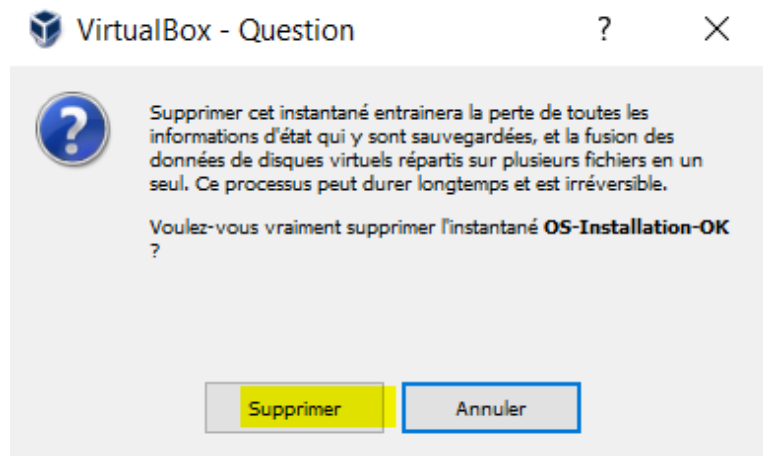 VirtualBox - Question
?
Supprimer cet instantané entrainera la perte de toutes les
informations d'état qui y sont sauvegardées, et la fusion des
données de disques virtuels répartis sur plusieurs fichiers en un
seul. Ce processus peut durer longtemps et est irréversible.
Voulez-vous vraiment supprimer l'instantané OS-Installation-OK
?
Supprimer
Annuler